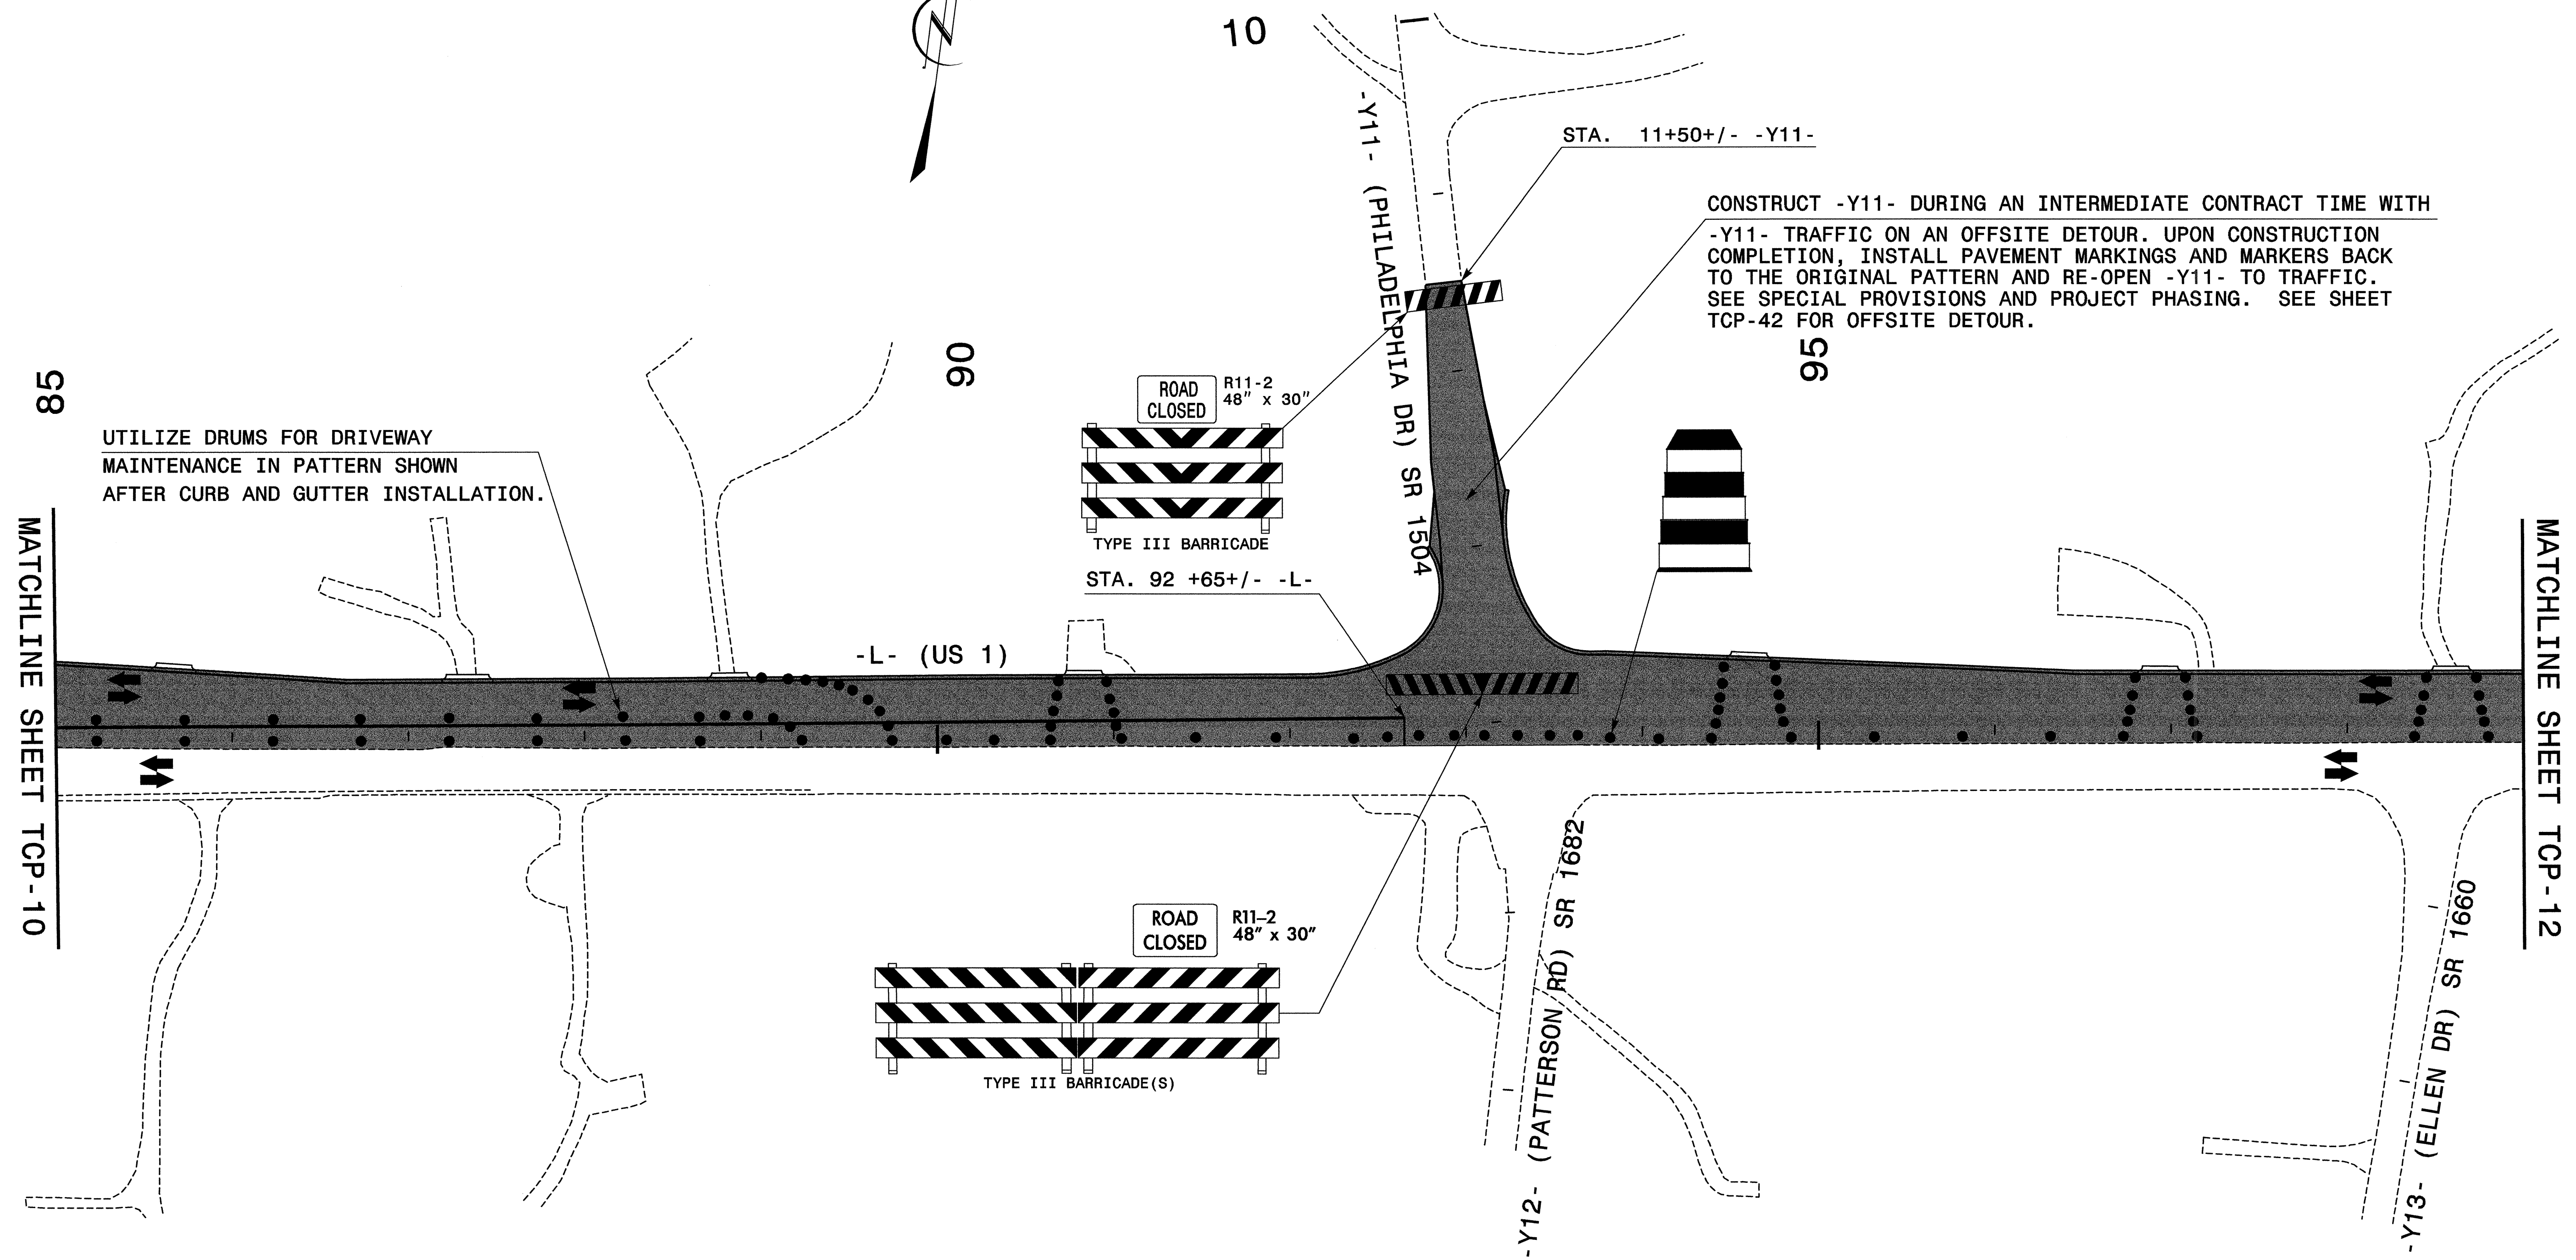 10
-Y11- (PHILADELPHIA DR) SR 1504
STA. 11+50+/- -Y11-
CONSTRUCT -Y11- DURING AN INTERMEDIATE CONTRACT TIME WITH
-Y11- TRAFFIC ON AN OFFSITE DETOUR. UPON CONSTRUCTION
COMPLETION, INSTALL PAVEMENT MARKINGS AND MARKERS BACK
TO THE ORIGINAL PATTERN AND RE-OPEN -Y11- TO TRAFFIC.
SEE SPECIAL PROVISIONS AND PROJECT PHASING. SEE SHEET
TCP-42 FOR OFFSITE DETOUR.
85
90
95
ROAD
CLOSED
R11-2
48" x 30"
TYPE III BARRICADE
UTILIZE DRUMS FOR DRIVEWAY
MAINTENANCE IN PATTERN SHOWN
AFTER CURB AND GUTTER INSTALLATION.
STA. 92 +65+/- -L-
-L- (US 1)
MATCHLINE SHEET TCP-10
MATCHLINE SHEET TCP-12
ROAD
CLOSED
R11-2
48" x 30"
TYPE III BARRICADE(S)
-Y12- (PATTERSON RD) SR 1682
-Y13- (ELLEN DR) SR 1660